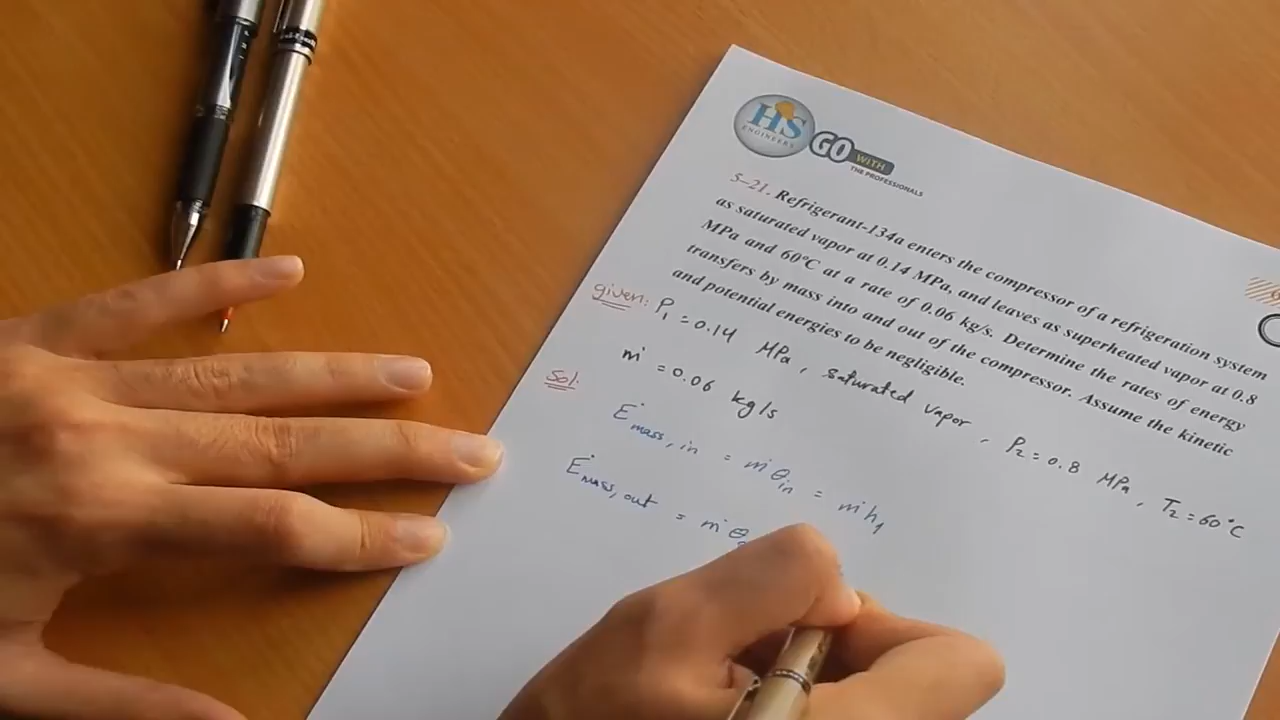 HS
ENGINEERS
GO WITH
THE PROFESSIONALS
5–21. Refrigerant-134a enters the compressor of a refrigeration system
as saturated vapor at 0.14 MPa, and leaves as superheated vapor at 0.8
MPa and 60°C at a rate of 0.06 kg/s. Determine the rates of energy
transfers by mass into and out of the compressor. Assume the kinetic
and potential energies to be negligible.
given: P₁ = 0.14 MPa, saturated vapor, P₂ = 0.8 MPa, T₂ = 60°C
ṁ = 0.06 kg/s
Sol:
Ė mass, in = ṁ θ in = ṁ h₁
Ė mass, out = ṁ θ